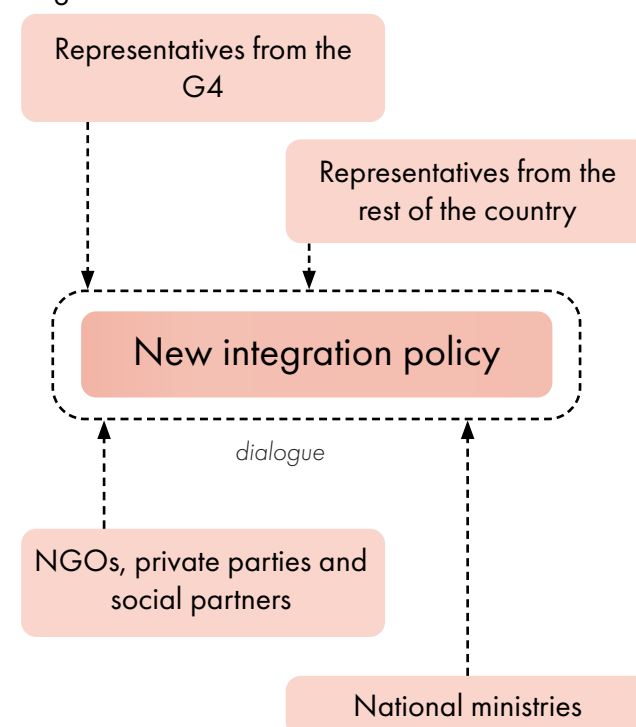 Representatives from the
G4
Representatives from the
rest of the country
New integration policy
dialogue
NGOs, private parties and
social partners
National ministries